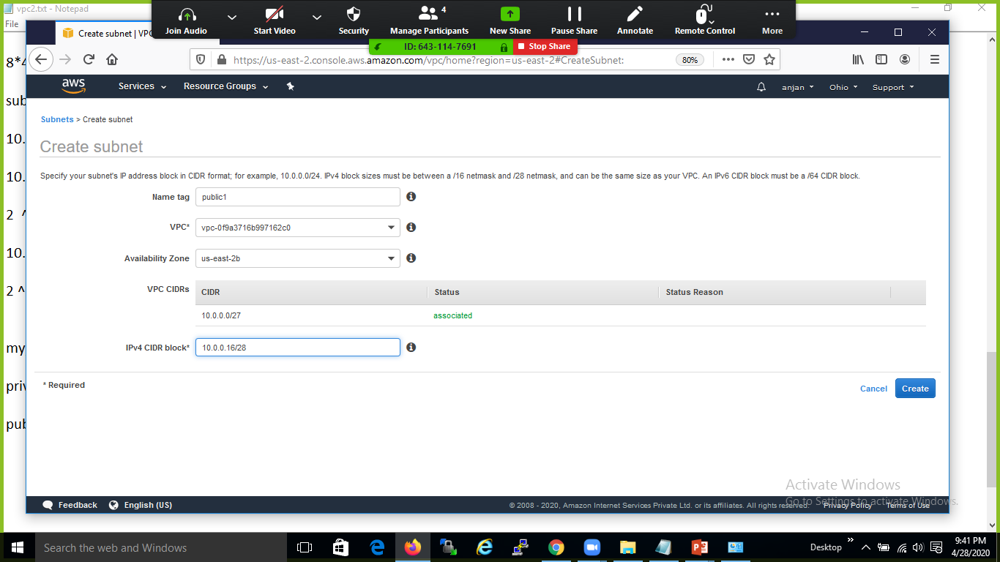 vpc2.txt - Notepad
File
Join Audio
Start Video
Security
4
Manage Participants
New Share
Pause Share
Annotate
Remote Control
More
ID: 643-114-7691
Stop Share
Create subnet | VPC
https://us-east-2.console.aws.amazon.com/vpc/home?region=us-east-2#CreateSubnet:
80%
aws
Services
Resource Groups
anjan
Ohio
Support
Subnets > Create subnet
Create subnet
Specify your subnet's IP address block in CIDR format; for example, 10.0.0.0/24. IPv4 block sizes must be between a /16 netmask and /28 netmask, and can be the same size as your VPC. An IPv6 CIDR block must be a /64 CIDR block.
Name tag public1
VPC* vpc-0f9a3716b997162c0
Availability Zone us-east-2b
VPC CIDRs CIDR Status Status Reason
10.0.0.0/27 associated
IPv4 CIDR block* 10.0.0.16/28
* Required
Cancel Create
8*4
sub
10.
10.
2 ^
10.
2 ^
my
priv
pub
Activate Windows
Go to Settings to activate Windows.
Feedback English (US)
© 2008 - 2020, Amazon Internet Services Private Ltd. or its affiliates. All rights reserved. Privacy Policy Terms of Use
Search the web and Windows
Desktop
9:41 PM
4/28/2020